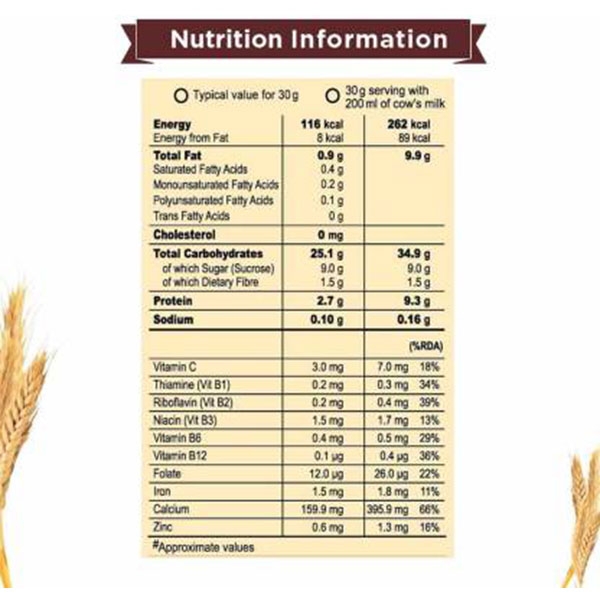 Nutrition Information
Typical value for 30g 30g serving with
200 ml of cow's milk
Energy 116 kcal 262 kcal
Energy from Fat 8 kcal 89 kcal
Total Fat 0.9 g 9.9 g
Saturated Fatty Acids 0.4 g
Monounsaturated Fatty Acids 0.2 g
Polyunsaturated Fatty Acids 0.1 g
Trans Fatty Acids 0 g
Cholesterol 0 mg
Total Carbohydrates 25.1 g 34.9 g
of which Sugar (Sucrose) 9.0 g 9.0 g
of which Dietary Fibre 1.5 g 1.5 g
Protein 2.7 g 9.3 g
Sodium 0.10 g 0.16 g
(%RDA)
Vitamin C 3.0 mg 7.0 mg 18%
Thiamine (Vit B1) 0.2 mg 0.3 mg 34%
Riboflavin (Vit B2) 0.2 mg 0.4 mg 39%
Niacin (Vit B3) 1.5 mg 1.7 mg 13%
Vitamin B6 0.4 mg 0.5 mg 29%
Vitamin B12 0.1 µg 0.4 µg 36%
Folate 12.0 µg 26.0 µg 22%
Iron 1.5 mg 1.8 mg 11%
Calcium 159.9 mg 395.9 mg 66%
Zinc 0.6 mg 1.3 mg 16%
#Approximate values